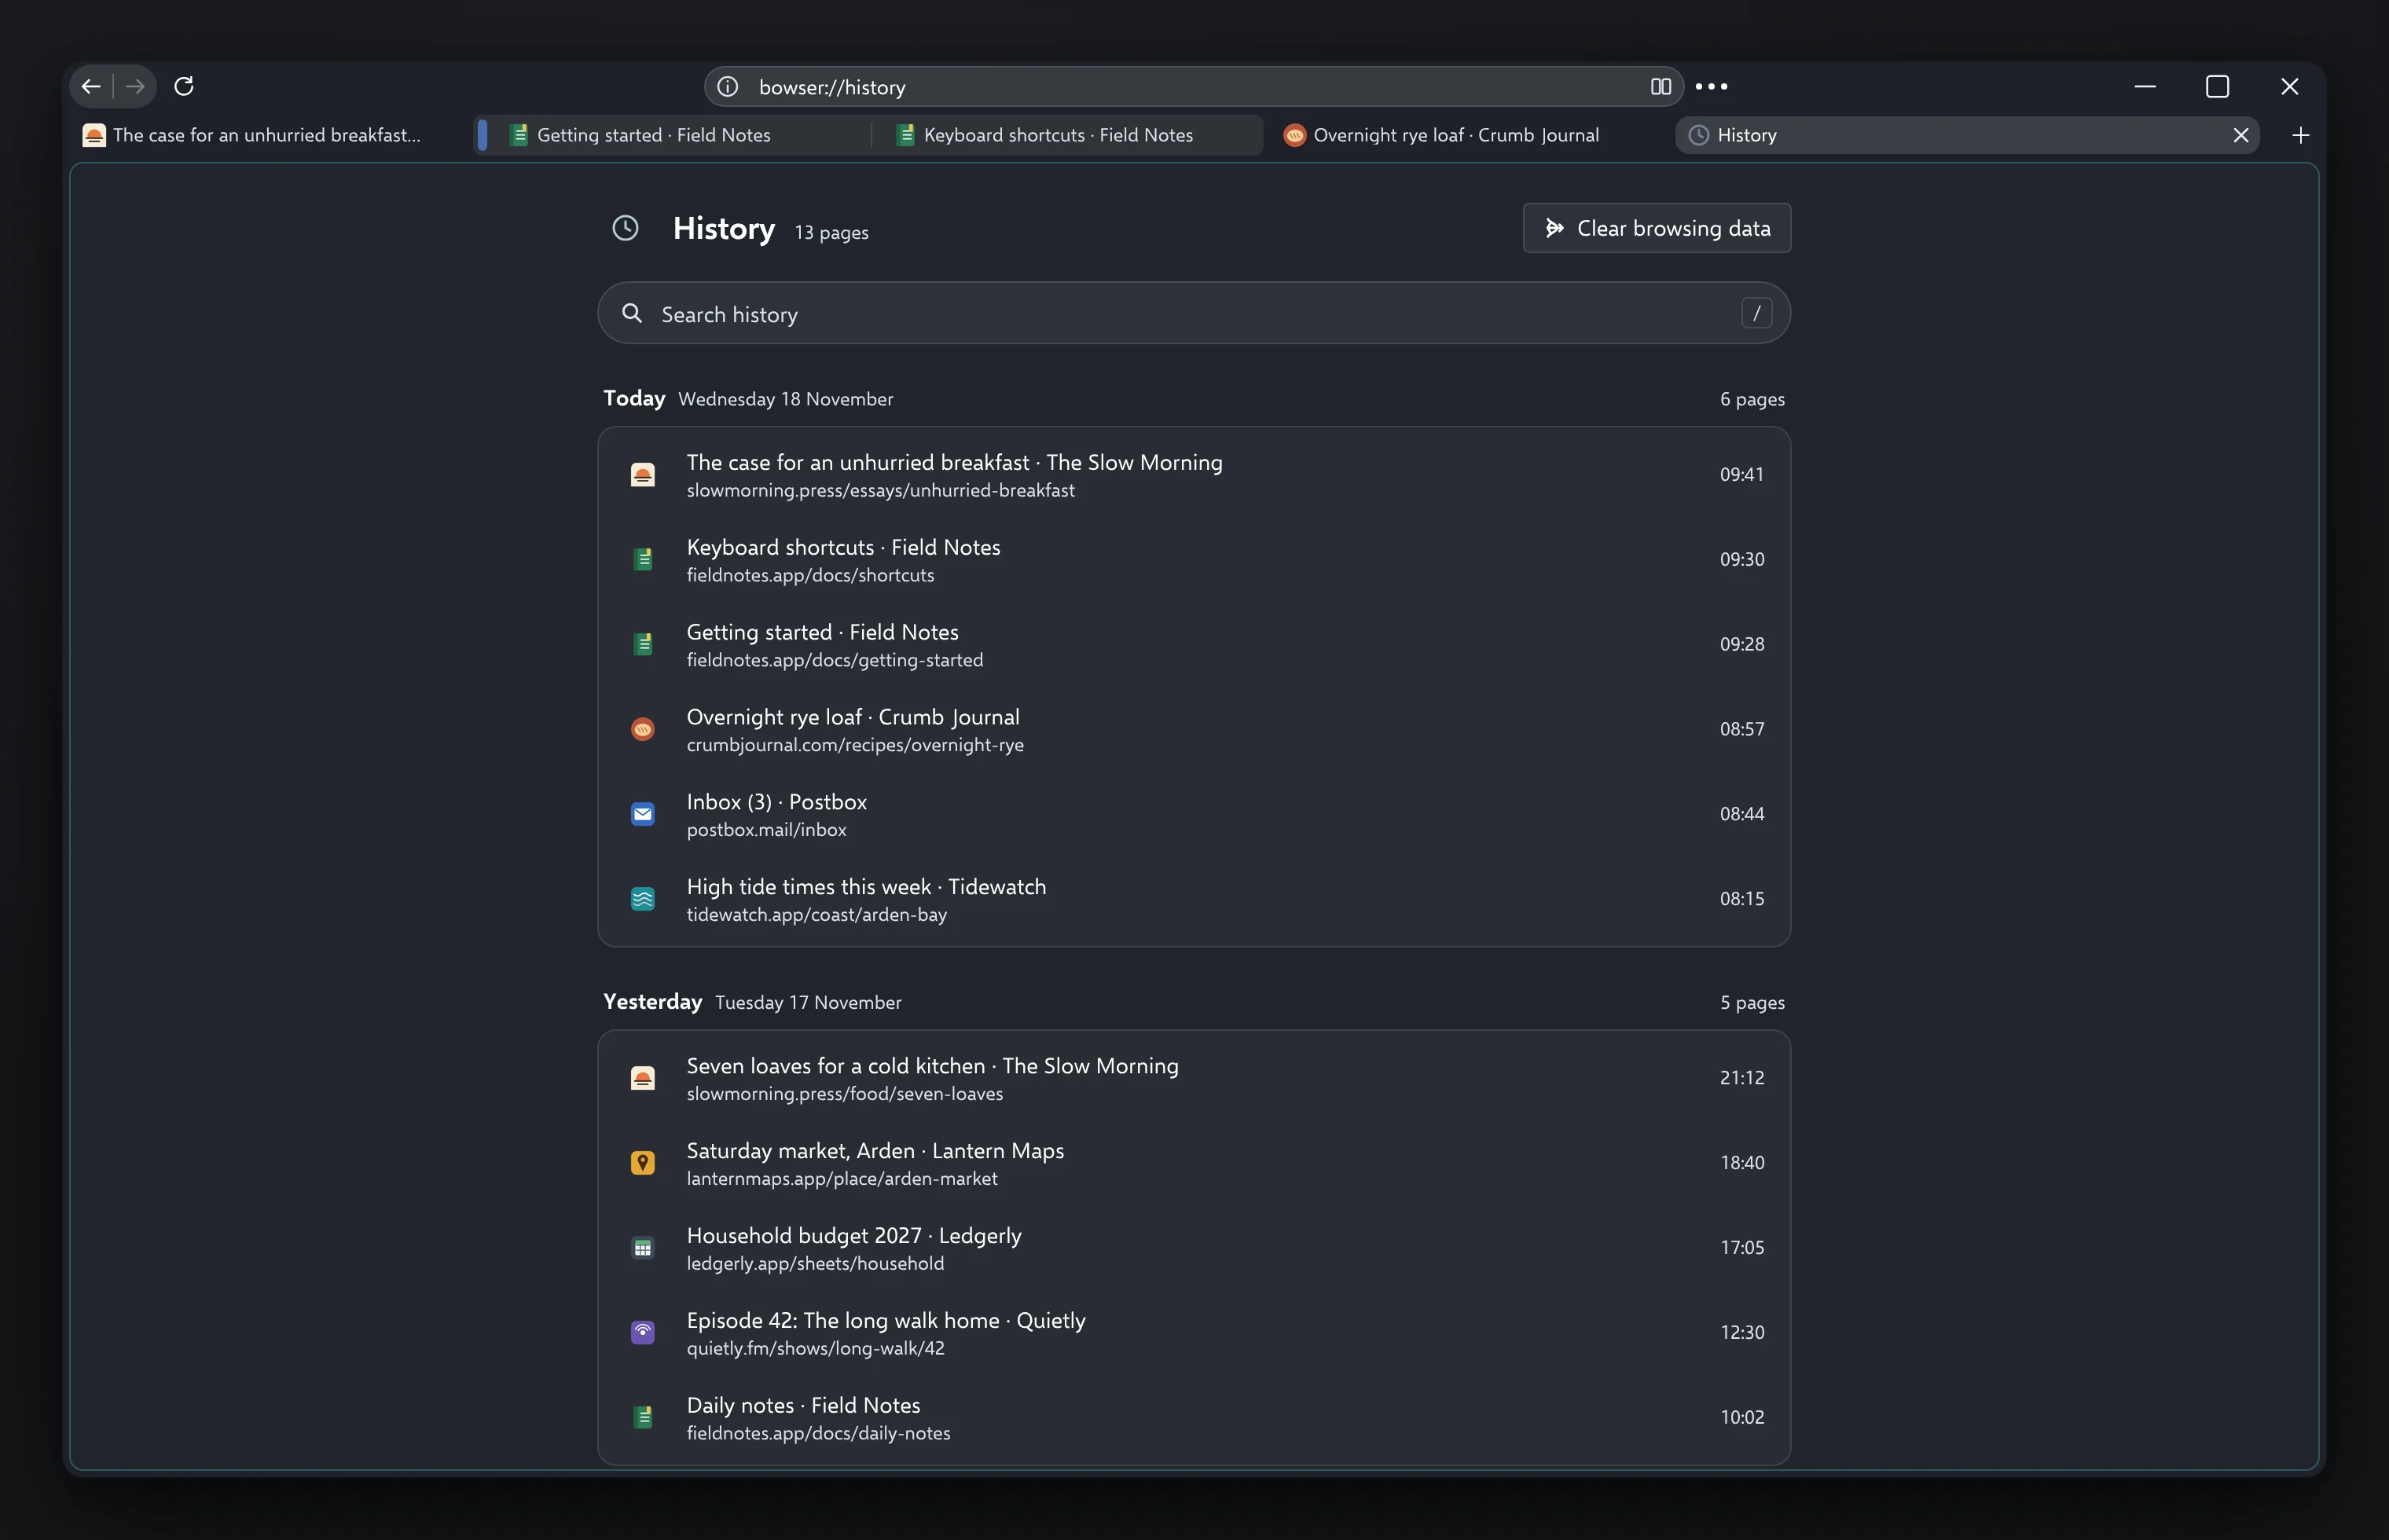 bowser://history
The case for an unhurried breakfast...
Getting started · Field Notes
Keyboard shortcuts · Field Notes
Overnight rye loaf · Crumb Journal
History
History 13 pages
Clear browsing data
Search history /
Today Wednesday 18 November 6 pages
The case for an unhurried breakfast · The Slow Morning
slowmorning.press/essays/unhurried-breakfast
09:41
Keyboard shortcuts · Field Notes
fieldnotes.app/docs/shortcuts
09:30
Getting started · Field Notes
fieldnotes.app/docs/getting-started
09:28
Overnight rye loaf · Crumb Journal
crumbjournal.com/recipes/overnight-rye
08:57
Inbox (3) · Postbox
postbox.mail/inbox
08:44
High tide times this week · Tidewatch
tidewatch.app/coast/arden-bay
08:15
Yesterday Tuesday 17 November 5 pages
Seven loaves for a cold kitchen · The Slow Morning
slowmorning.press/food/seven-loaves
21:12
Saturday market, Arden · Lantern Maps
lanternmaps.app/place/arden-market
18:40
Household budget 2027 · Ledgerly
ledgerly.app/sheets/household
17:05
Episode 42: The long walk home · Quietly
quietly.fm/shows/long-walk/42
12:30
Daily notes · Field Notes
fieldnotes.app/docs/daily-notes
10:02